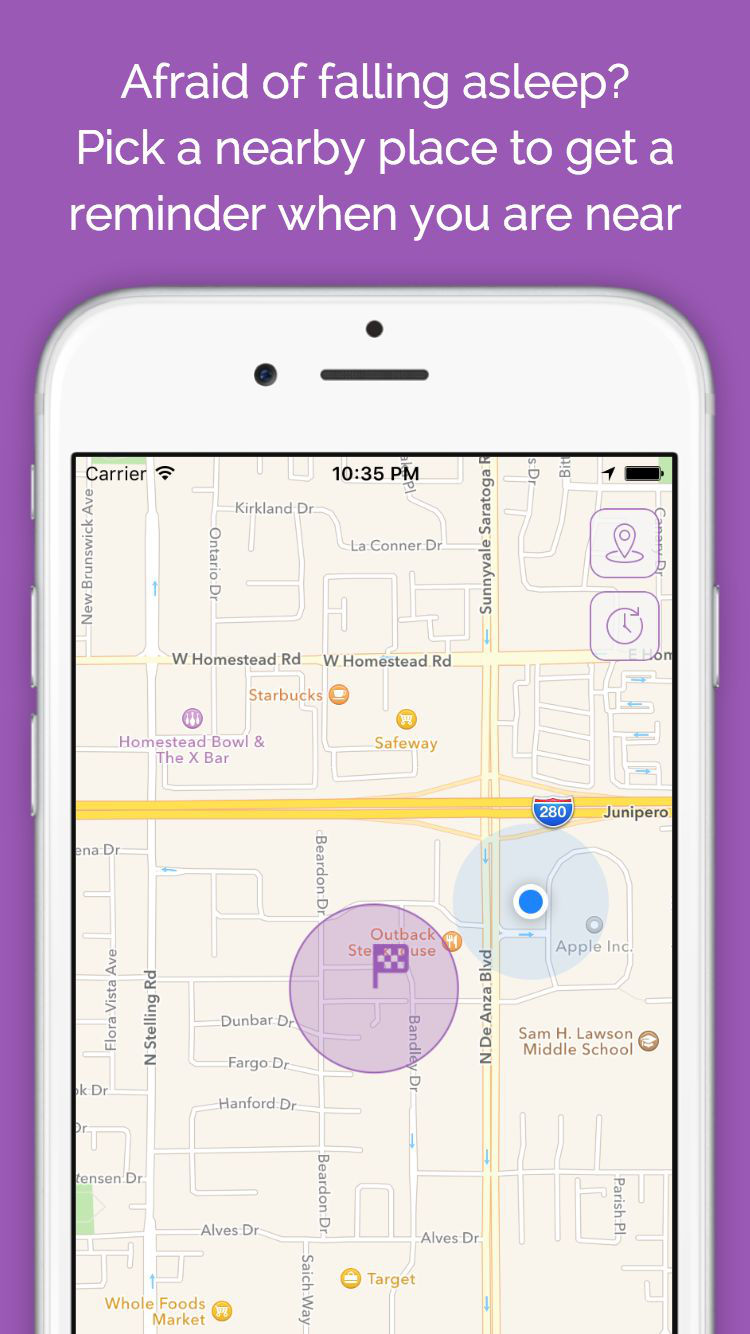 Afraid of falling asleep?
Pick a nearby place to get a
reminder when you are near
Carrier
10:35 PM
New Brunswick Ave
Ontario Dr
Kirkland Dr
La Conner Dr
Sunnyvale Saratoga R
Canary Dr
W Homestead Rd
W Homestead Rd
E Hom
Starbucks
Homestead Bowl &
The X Bar
Safeway
280
Junipero
ena Dr
Beardon Dr
Outback
Steakhouse
Apple Inc.
Flora Vista Ave
N Stelling Rd
N De Anza Blvd
Dunbar Dr
Bandley Dr
Sam H. Lawson
Middle School
Fargo Dr
ok Dr
Hanford Dr
Dr
tensen Dr
Beardon Dr
Parish Pl
Alves Dr
Alves Dr
Saich Way
Target
Whole Foods
Market